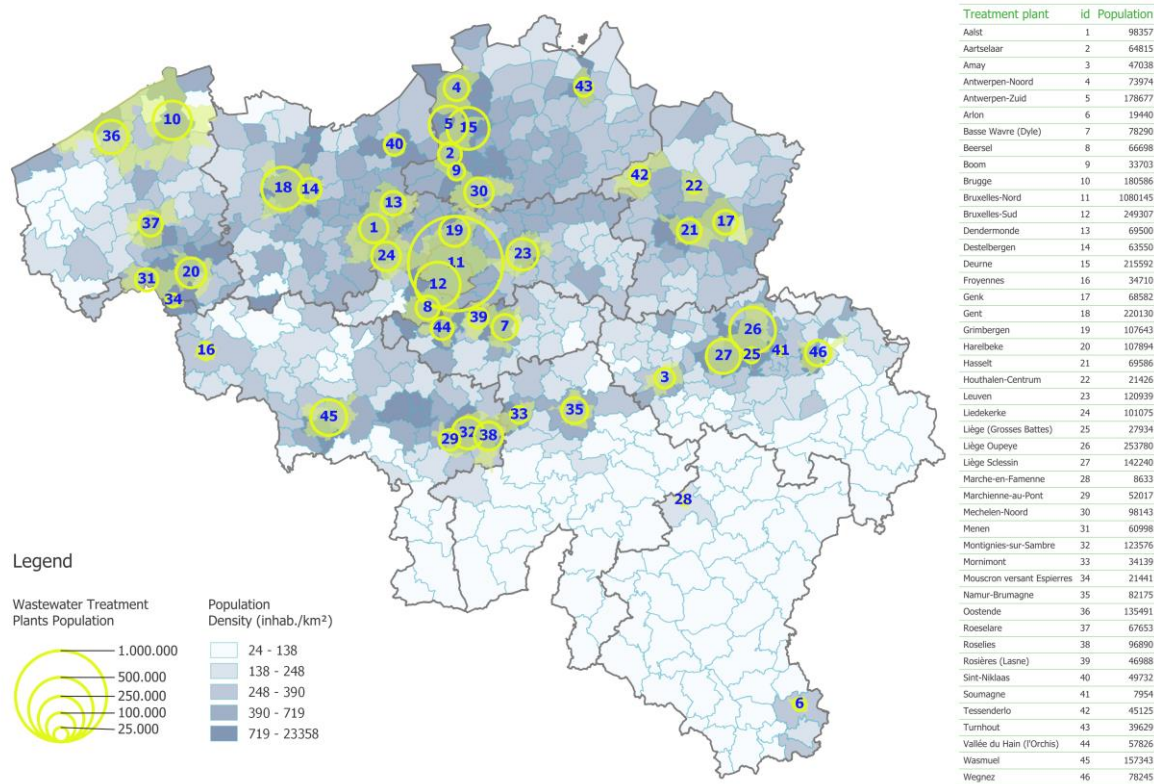 Treatment plant id Population
Aalst 1 98357
Aartselaar 2 64815
Amay 3 47038
Antwerpen-Noord 4 73974
Antwerpen-Zuid 5 178677
Arlon 6 19440
Basse Wavre (Dyle) 7 78290
Beersel 8 66698
Boom 9 33703
Brugge 10 180586
Bruxelles-Nord 11 1080145
Bruxelles-Sud 12 249307
Dendermonde 13 69500
Destelbergen 14 63550
Deurne 15 215592
Froyennes 16 34710
Genk 17 68582
Gent 18 220130
Grimbergen 19 107643
Harelbeke 20 107894
Hasselt 21 69586
Houthalen-Centrum 22 21426
Leuven 23 120939
Liedekerke 24 101075
Liège (Grosses Battes) 25 27934
Liège Oupeye 26 253780
Liège Sclessin 27 142240
Marche-en-Famenne 28 8633
Marchienne-au-Pont 29 52017
Mechelen-Noord 30 98143
Menen 31 60998
Montignies-sur-Sambre 32 123576
Mornimont 33 34139
Mouscron versant Espierres 34 21441
Namur-Brumagne 35 82175
Oostende 36 135491
Roeselare 37 67653
Roselies 38 96890
Rosières (Lasne) 39 46988
Sint-Niklaas 40 49732
Soumagne 41 7954
Tessenderlo 42 45125
Turnhout 43 39629
Vallée du Hain (l'Orchis) 44 57826
Wasmuel 45 157343
Wegnez 46 78245
4
43
10
36
5
15
40
2
9
42
22
18
14
30
13
37
1
19
21
17
24
11
23
31
20
12
34
8
39
44
7
26
16
27
25
41
46
3
45
33
35
29
32
38
28
6
Legend
Wastewater Treatment
Plants Population
1.000.000
500.000
250.000
100.000
25.000
Population
Density (inhab./km²)
24 - 138
138 - 248
248 - 390
390 - 719
719 - 23358